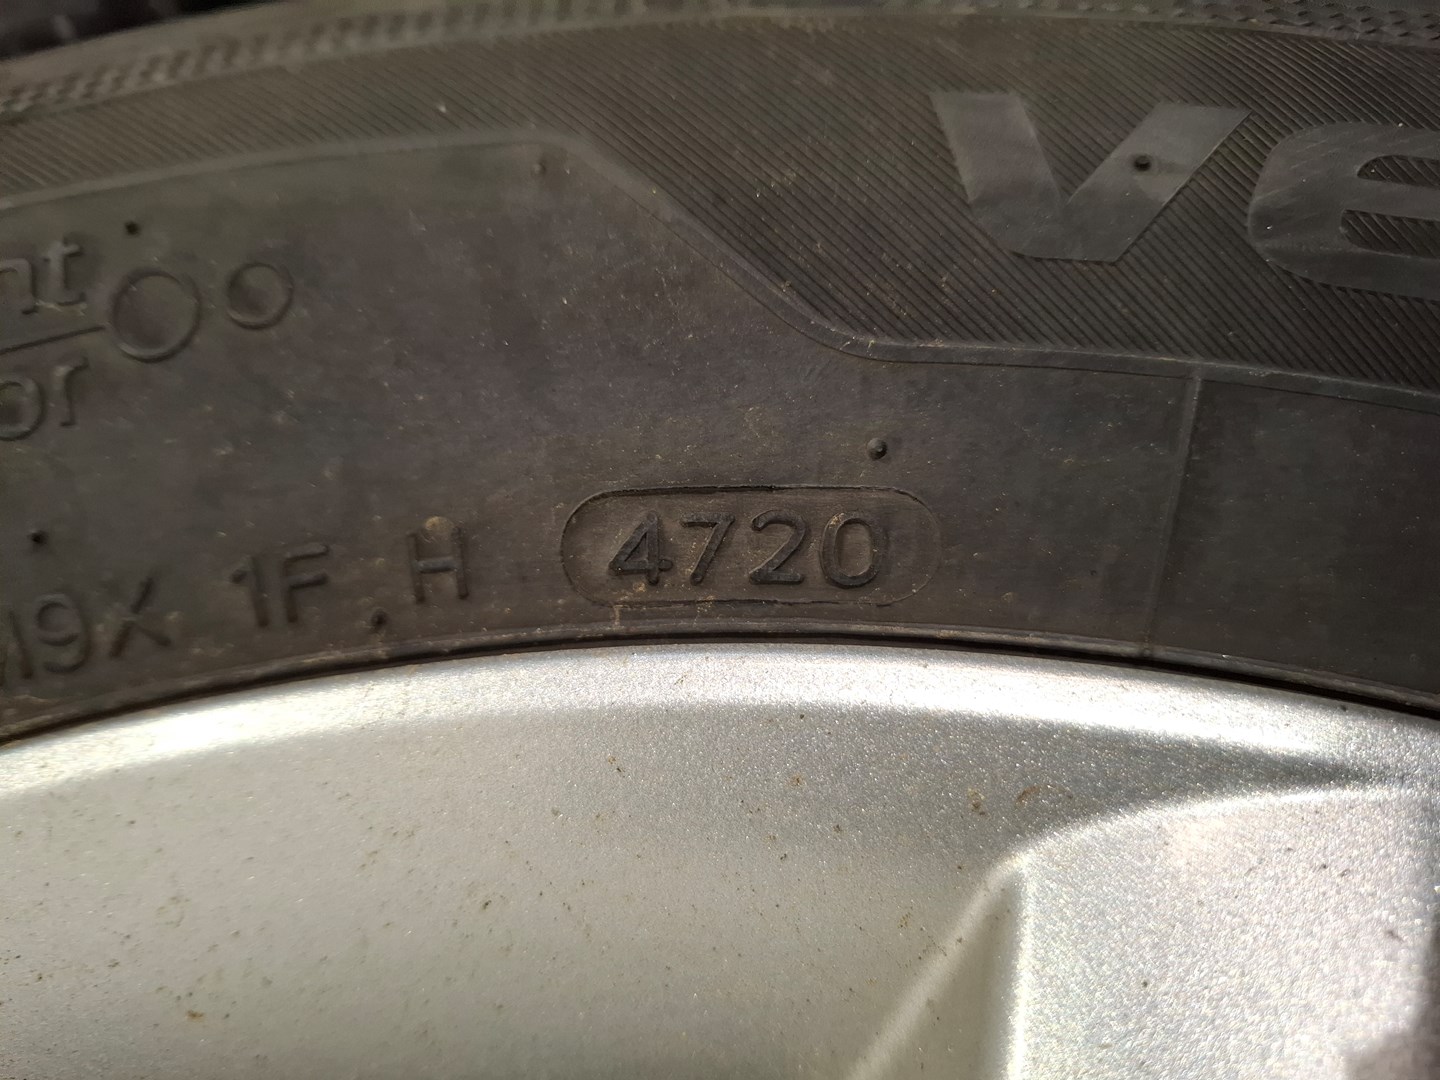 ve
nt
or
19X 1F H 4720